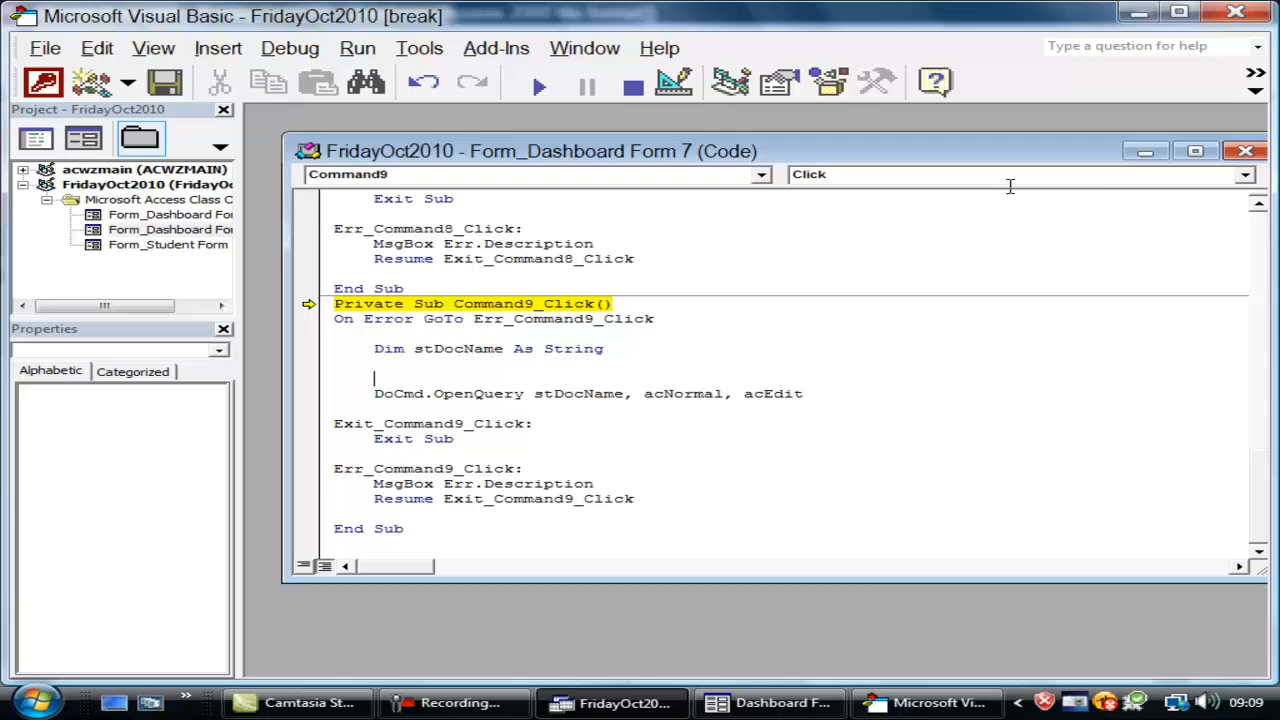 Microsoft Visual Basic - FridayOct2010 [break]
File Edit View Insert Debug Run Tools Add-Ins Window Help
Type a question for help
Project - FridayOct2010
acwzmain (ACWZMAIN)
FridayOct2010 (FridayOc
Microsoft Access Class O
Form_Dashboard For
Form_Dashboard For
Form_Student Form
Properties
Alphabetic Categorized
FridayOct2010 - Form_Dashboard Form 7 (Code)
Command9 Click
Exit Sub
Err_Command8_Click:
MsgBox Err.Description
Resume Exit_Command8_Click
End Sub
Private Sub Command9_Click()
On Error GoTo Err_Command9_Click
Dim stDocName As String
DoCmd.OpenQuery stDocName, acNormal, acEdit
Exit_Command9_Click:
Exit Sub
Err_Command9_Click:
MsgBox Err.Description
Resume Exit_Command9_Click
End Sub
Camtasia St... Recording... FridayOct20... Dashboard F... Microsoft Vi... 09:09